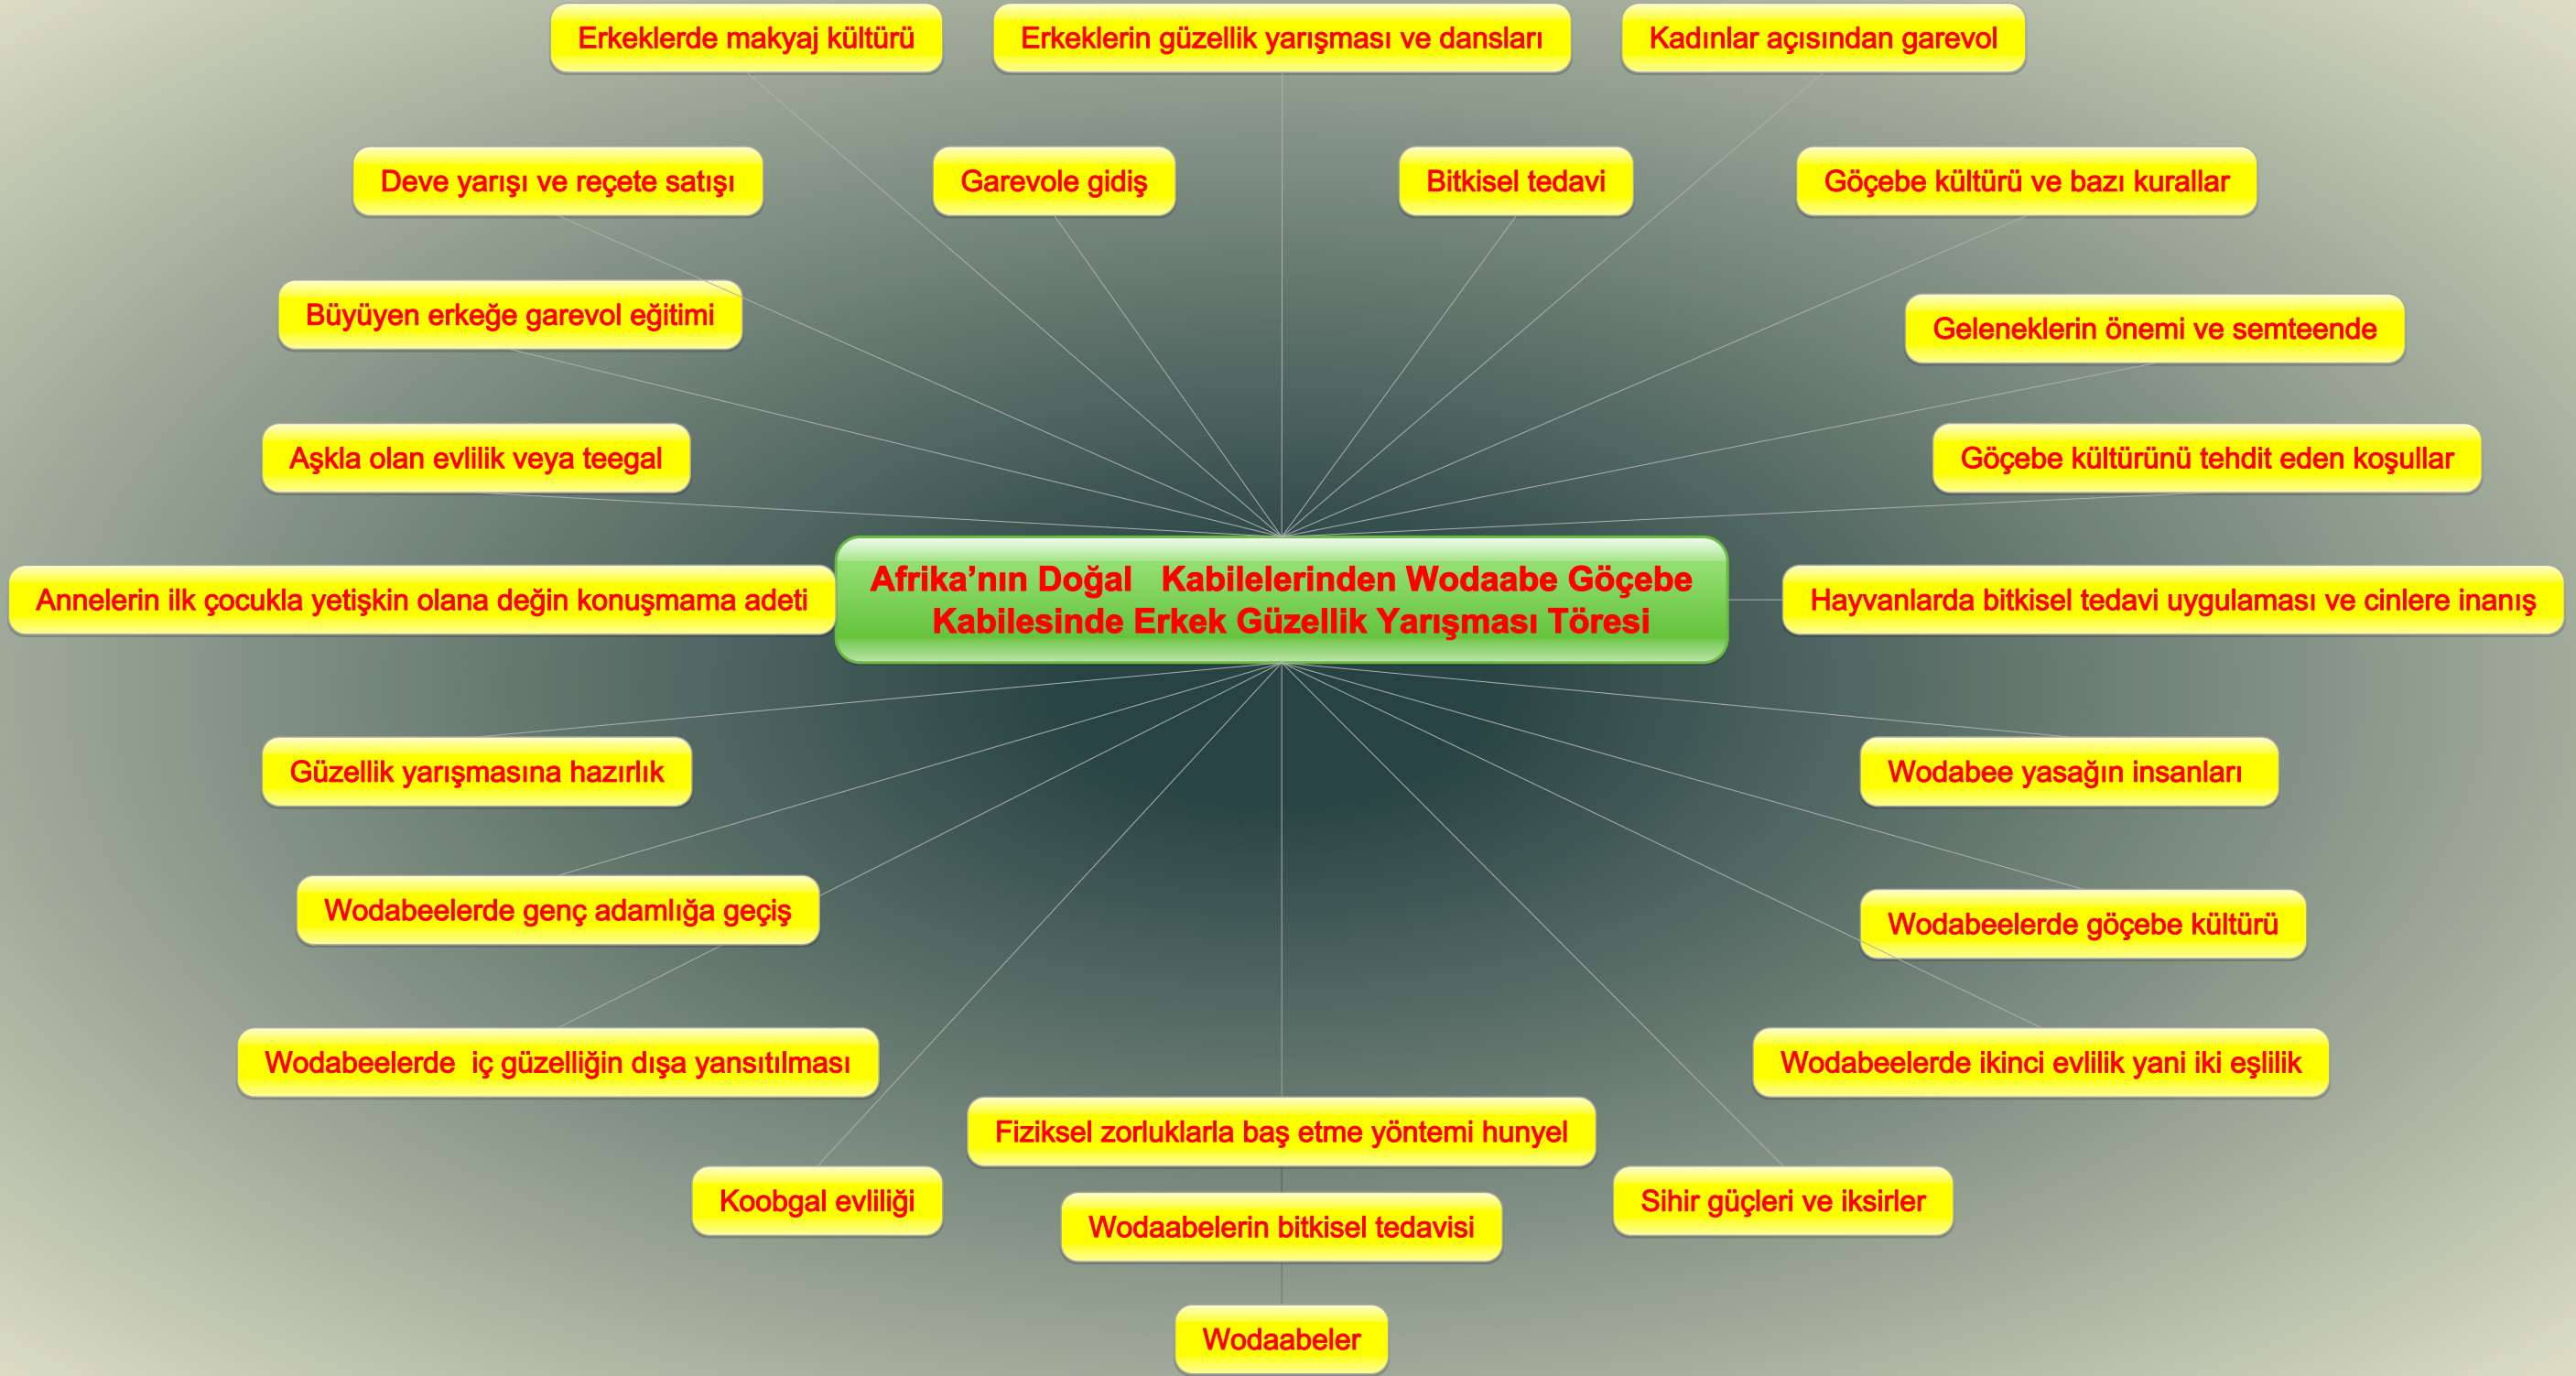 Erkeklerde makyaj kültürü
Erkeklerin güzellik yarışması ve dansları
Kadınlar açısından garevol
Deve yarışı ve reçete satışı
Garevole gidiş
Bitkisel tedavi
Göçebe kültürü ve bazı kurallar
Büyüyen erkeğe garevol eğitimi
Geleneklerin önemi ve semteende
Aşkla olan evlilik veya teegal
Göçebe kültürünü tehdit eden koşullar
Annelerin ilk çocukla yetişkin olana değin konuşmama adeti
Afrika’nın Doğal   Kabilelerinden Wodaabe Göçebe
Kabilesinde Erkek Güzellik Yarışması Töresi
Hayvanlarda bitkisel tedavi uygulaması ve cinlere inanış
Güzellik yarışmasına hazırlık
Wodabee yasağın insanları
Wodabeelerde genç adamlığa geçiş
Wodabeelerde göçebe kültürü
Wodabeelerde  iç güzelliğin dışa yansıtılması
Wodabeelerde ikinci evlilik yani iki eşlilik
Fiziksel zorluklarla baş etme yöntemi hunyel
Koobgal evliliği
Sihir güçleri ve iksirler
Wodaabelerin bitkisel tedavisi
Wodaabeler